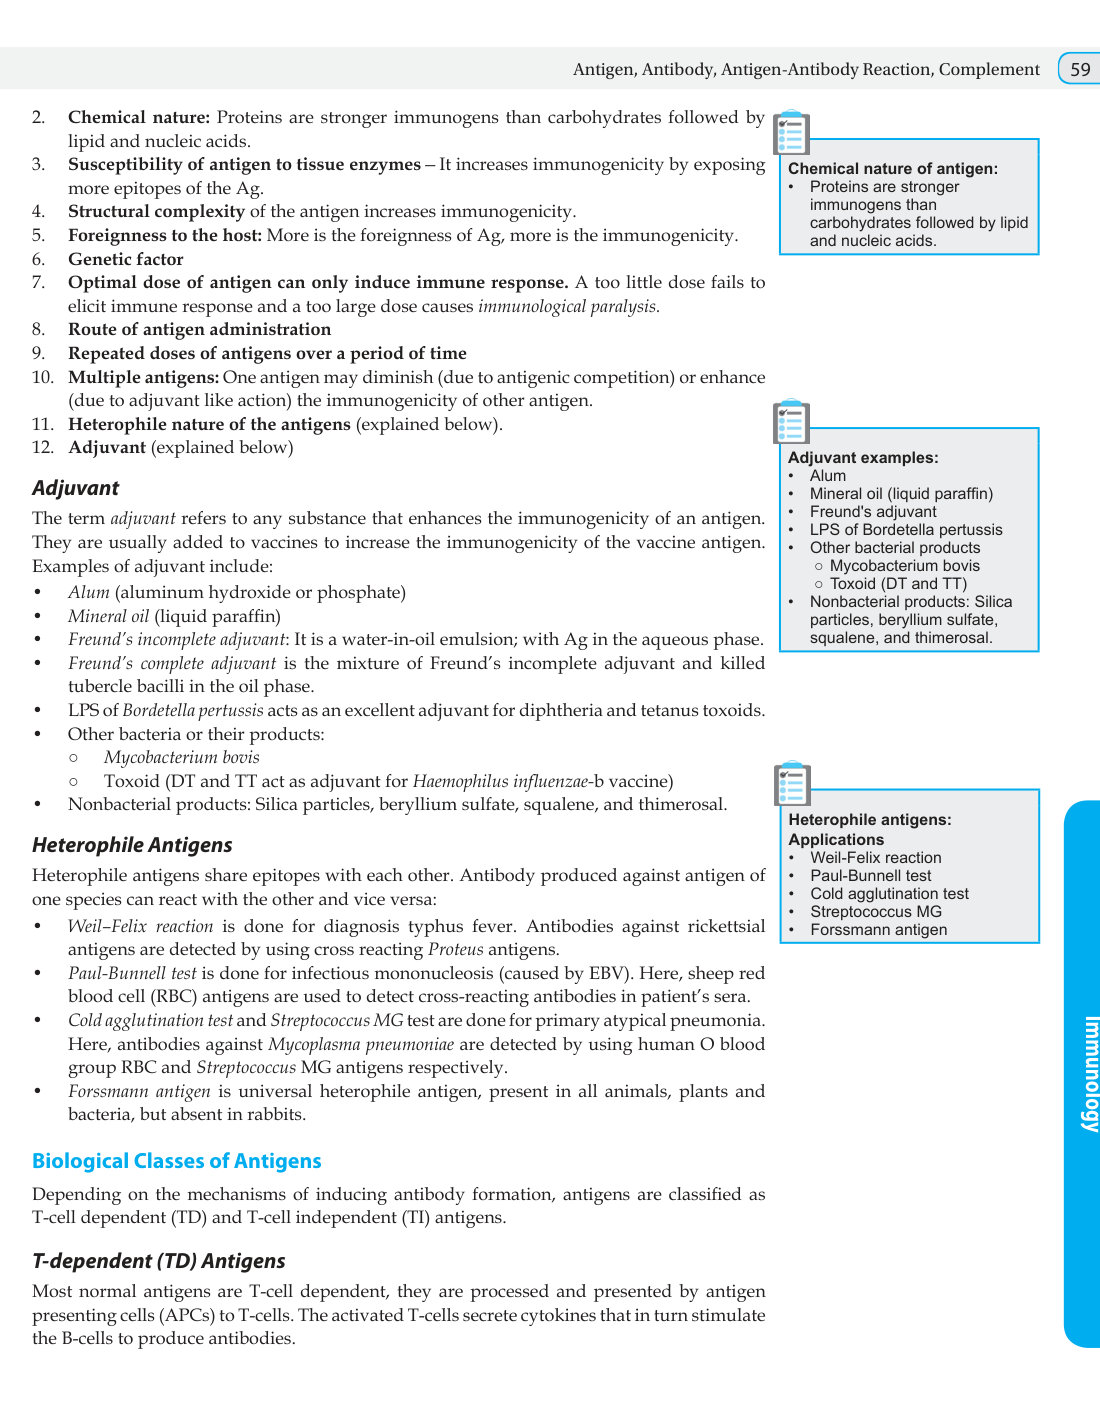 Antigen, Antibody, Antigen-Antibody Reaction, Complement 59
2. Chemical nature: Proteins are stronger immunogens than carbohydrates followed by
lipid and nucleic acids.
3. Susceptibility of antigen to tissue enzymes – It increases immunogenicity by exposing
more epitopes of the Ag.
4. Structural complexity of the antigen increases immunogenicity.
5. Foreignness to the host: More is the foreignness of Ag, more is the immunogenicity.
6. Genetic factor
7. Optimal dose of antigen can only induce immune response. A too little dose fails to
elicit immune response and a too large dose causes immunological paralysis.
8. Route of antigen administration
9. Repeated doses of antigens over a period of time
10. Multiple antigens: One antigen may diminish (due to antigenic competition) or enhance
(due to adjuvant like action) the immunogenicity of other antigen.
11. Heterophile nature of the antigens (explained below).
12. Adjuvant (explained below)
Adjuvant
The term adjuvant refers to any substance that enhances the immunogenicity of an antigen.
They are usually added to vaccines to increase the immunogenicity of the vaccine antigen.
Examples of adjuvant include:
• Alum (aluminum hydroxide or phosphate)
• Mineral oil (liquid paraffin)
• Freund's incomplete adjuvant: It is a water-in-oil emulsion; with Ag in the aqueous phase.
• Freund's complete adjuvant is the mixture of Freund's incomplete adjuvant and killed
tubercle bacilli in the oil phase.
• LPS of Bordetella pertussis acts as an excellent adjuvant for diphtheria and tetanus toxoids.
• Other bacteria or their products:
○ Mycobacterium bovis
○ Toxoid (DT and TT act as adjuvant for Haemophilus influenzae-b vaccine)
• Nonbacterial products: Silica particles, beryllium sulfate, squalene, and thimerosal.
Heterophile Antigens
Heterophile antigens share epitopes with each other. Antibody produced against antigen of
one species can react with the other and vice versa:
• Weil–Felix reaction is done for diagnosis typhus fever. Antibodies against rickettsial
antigens are detected by using cross reacting Proteus antigens.
• Paul-Bunnell test is done for infectious mononucleosis (caused by EBV). Here, sheep red
blood cell (RBC) antigens are used to detect cross-reacting antibodies in patient's sera.
• Cold agglutination test and Streptococcus MG test are done for primary atypical pneumonia.
Here, antibodies against Mycoplasma pneumoniae are detected by using human O blood
group RBC and Streptococcus MG antigens respectively.
• Forssmann antigen is universal heterophile antigen, present in all animals, plants and
bacteria, but absent in rabbits.
Biological Classes of Antigens
Depending on the mechanisms of inducing antibody formation, antigens are classified as
T-cell dependent (TD) and T-cell independent (TI) antigens.
T-dependent (TD) Antigens
Most normal antigens are T-cell dependent, they are processed and presented by antigen
presenting cells (APCs) to T-cells. The activated T-cells secrete cytokines that in turn stimulate
the B-cells to produce antibodies.
Chemical nature of antigen:
• Proteins are stronger
immunogens than
carbohydrates followed by lipid
and nucleic acids.
Adjuvant examples:
• Alum
• Mineral oil (liquid paraffin)
• Freund's adjuvant
• LPS of Bordetella pertussis
• Other bacterial products
○ Mycobacterium bovis
○ Toxoid (DT and TT)
• Nonbacterial products: Silica
particles, beryllium sulfate,
squalene, and thimerosal.
Heterophile antigens:
Applications
• Weil-Felix reaction
• Paul-Bunnell test
• Cold agglutination test
• Streptococcus MG
• Forssmann antigen
Immunology